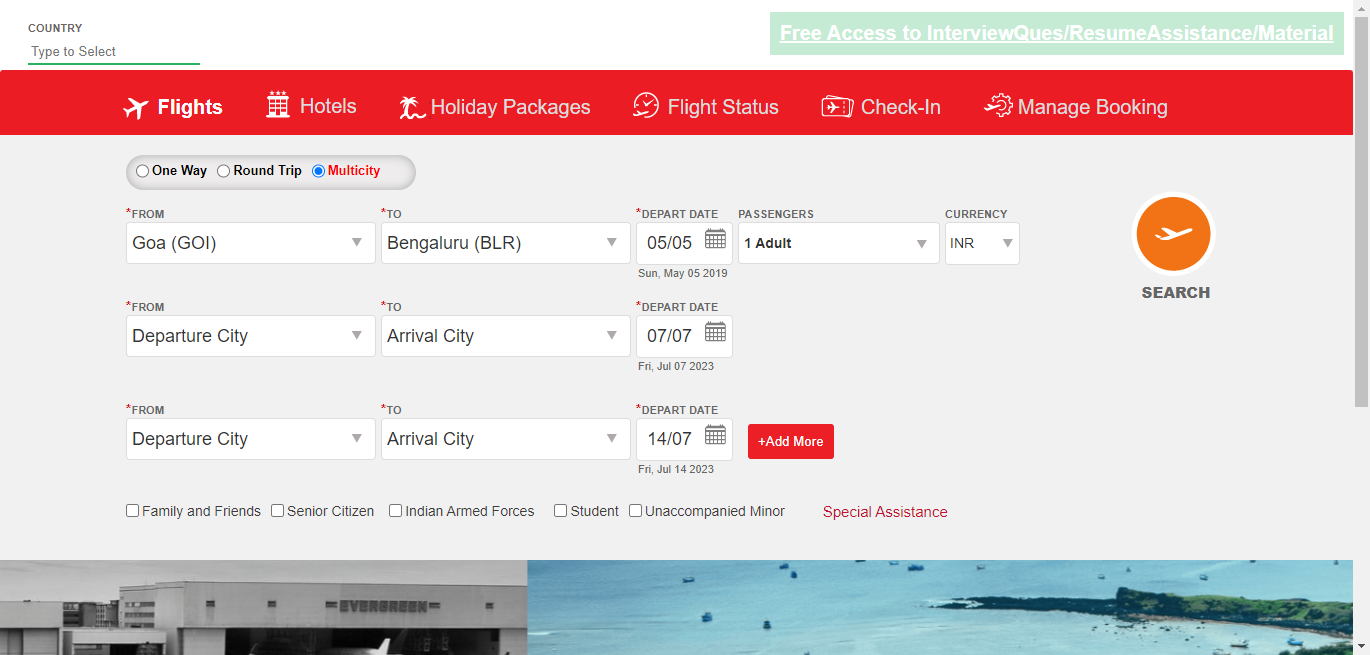 COUNTRY
Type to Select
Free Access to InterviewQues/ResumeAssistance/Material
Flights Hotels Holiday Packages Flight Status Check-In Manage Booking
One Way Round Trip Multicity
*FROM *TO *DEPART DATE PASSENGERS CURRENCY
Goa (GOI) Bengaluru (BLR) 05/05 1 Adult INR
Sun, May 05 2019
SEARCH
*FROM *TO *DEPART DATE
Departure City Arrival City 07/07
Fri, Jul 07 2023
*FROM *TO *DEPART DATE
Departure City Arrival City 14/07 +Add More
Fri, Jul 14 2023
Family and Friends Senior Citizen Indian Armed Forces Student Unaccompanied Minor Special Assistance
EVERGREEN